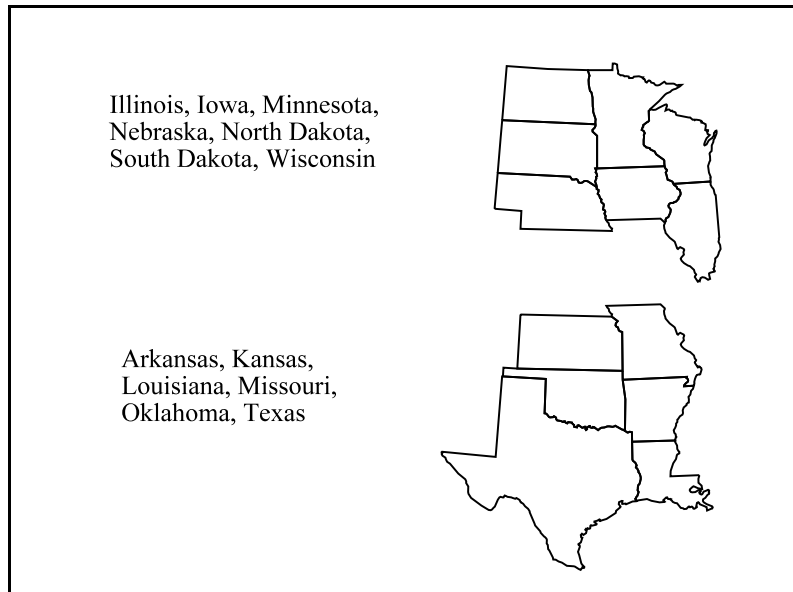 Illinois, Iowa, Minnesota,
Nebraska, North Dakota,
South Dakota, Wisconsin
Arkansas, Kansas,
Louisiana, Missouri,
Oklahoma, Texas